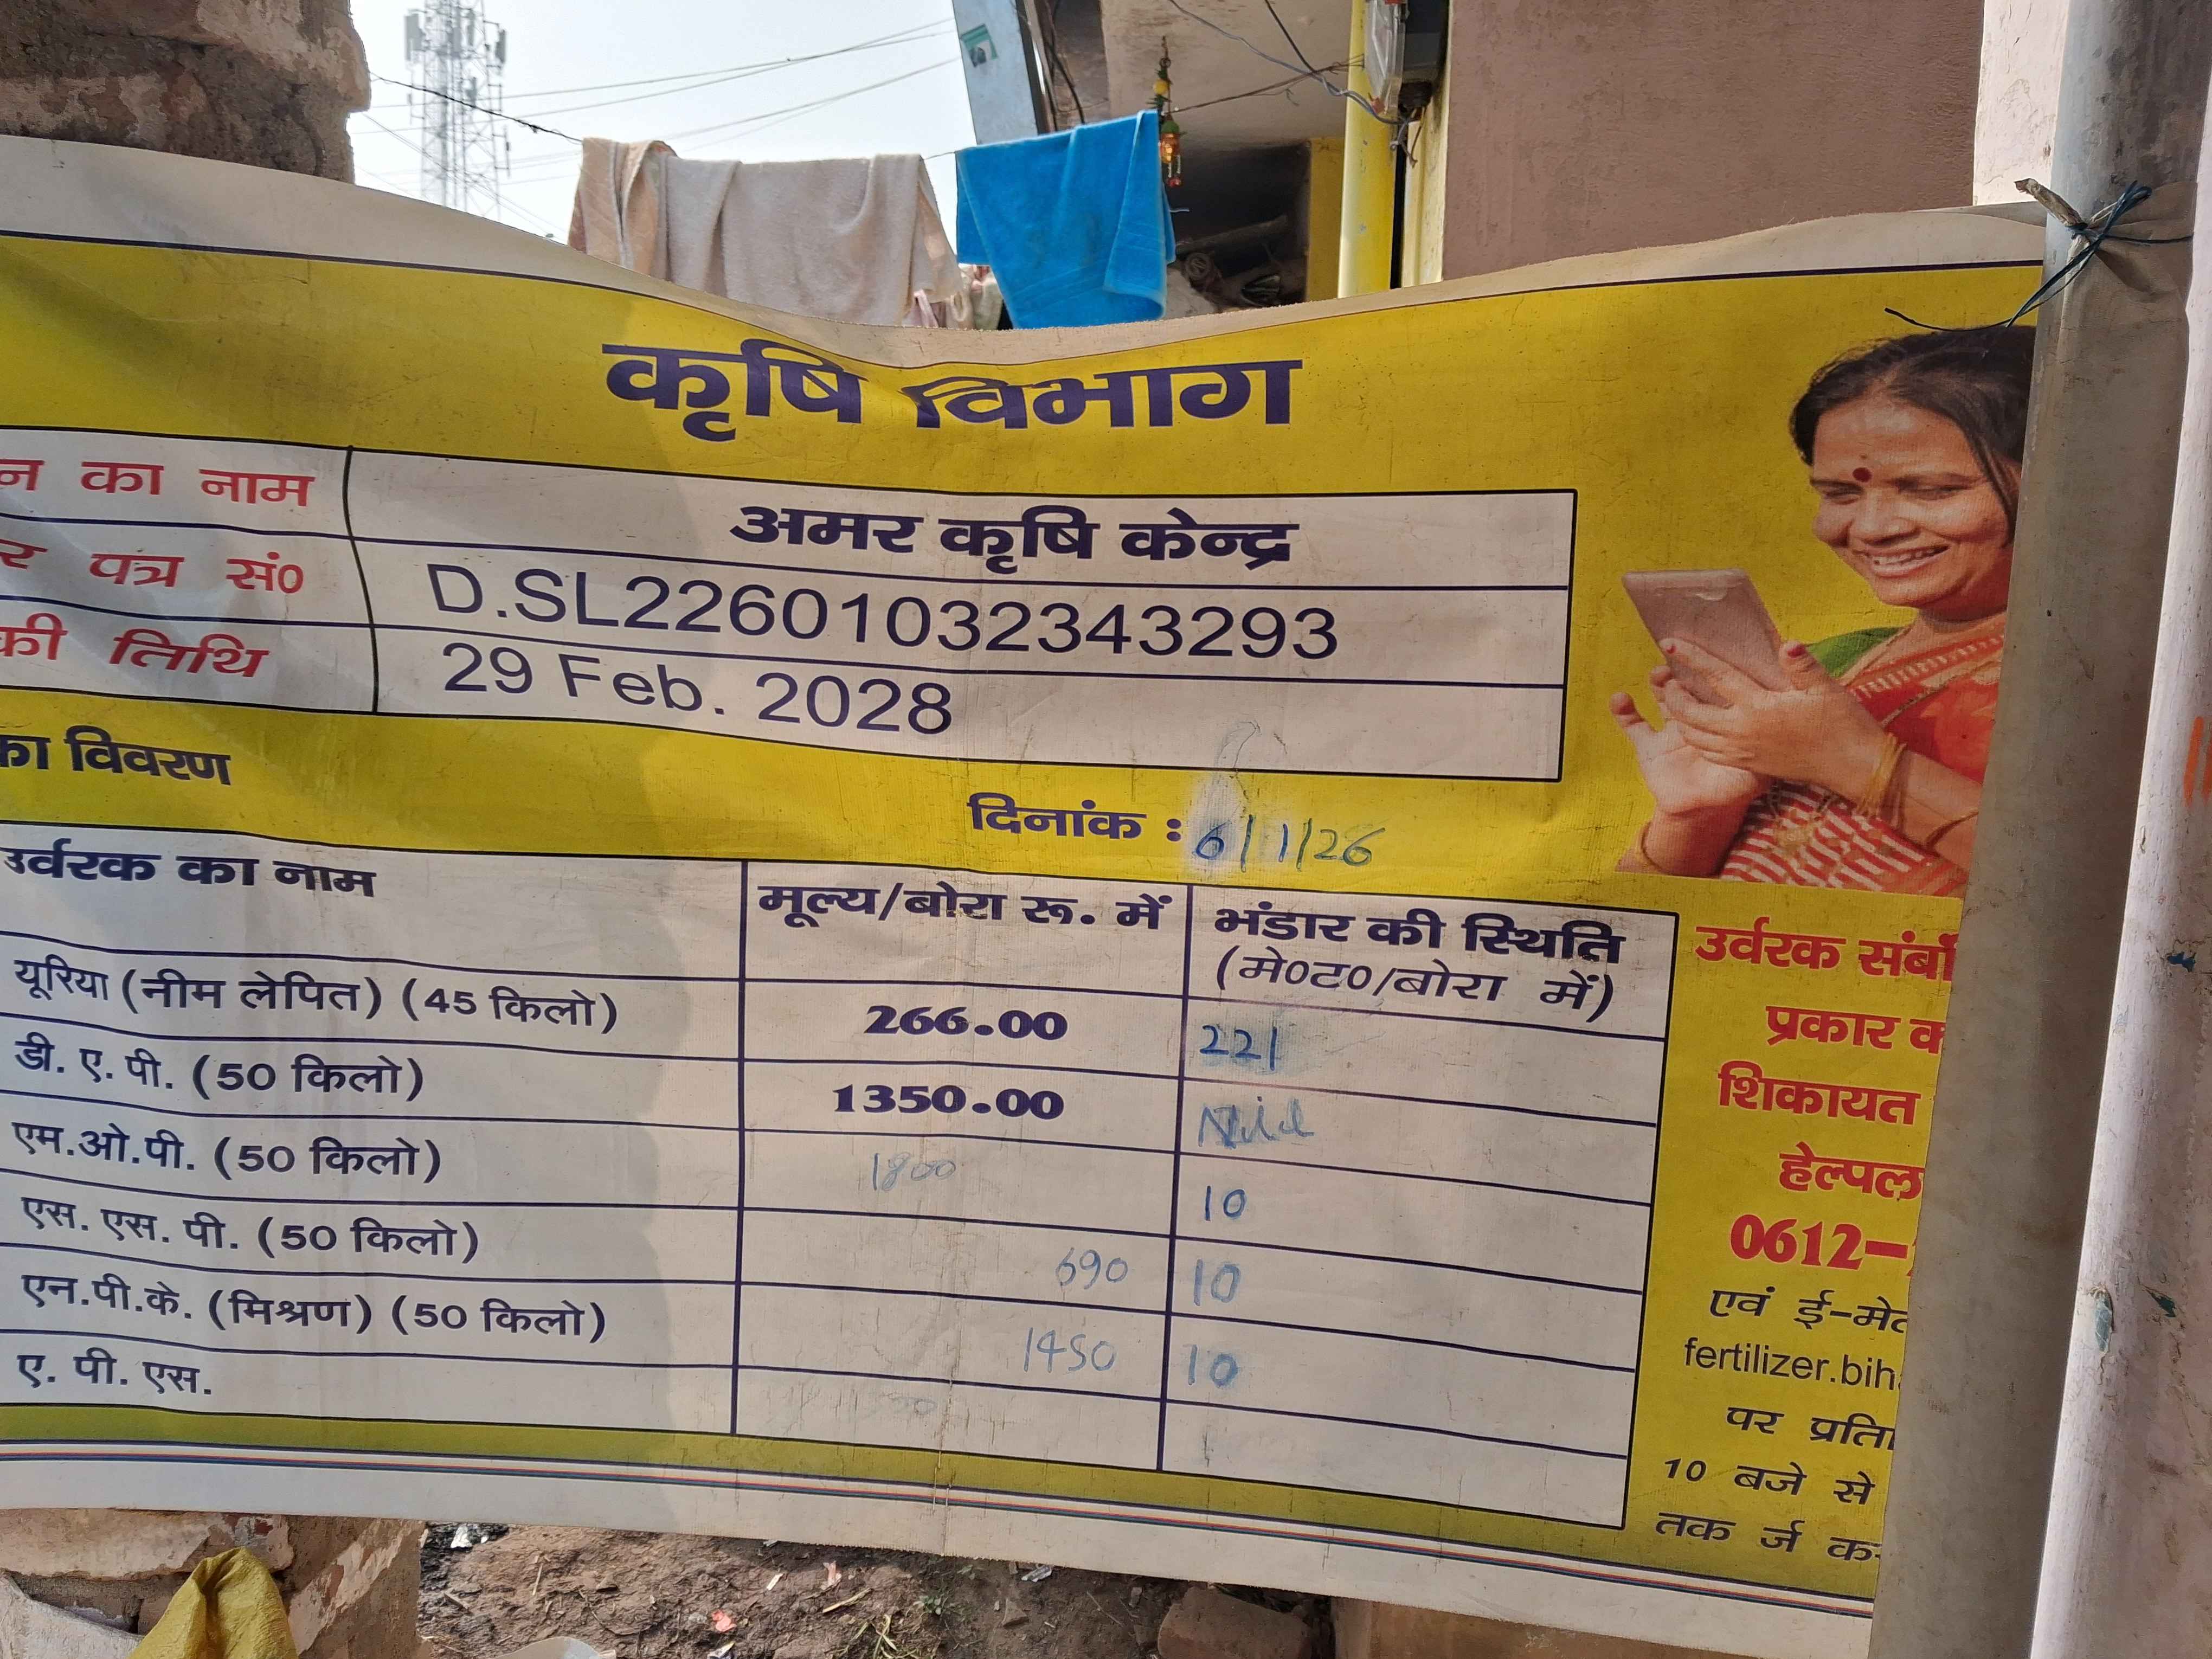 कृषि विभाग
न का नाम अमर कृषि केन्द्र
र पत्र सं० D.SL22601032343293
की तिथि 29 Feb. 2028
का विवरण
दिनांक : 6/1/26
उर्वरक का नाम मूल्य/बोरा रू. में भंडार की स्थिति
(मे०ट०/बोरा में)
यूरिया (नीम लेपित) (45 किलो) 266.00 221
डी. ए. पी. (50 किलो) 1350.00 Nil
एम.ओ.पी. (50 किलो) 1800 10
एस. एस. पी. (50 किलो) 690 10
एन.पी.के. (मिश्रण) (50 किलो) 1450 10
ए. पी. एस.
उर्वरक संबं
प्रकार क
शिकायत
हेल्पल
0612-
एवं ई-मे
fertilizer.bih
पर प्रति
10 बजे से
तक र्ज क